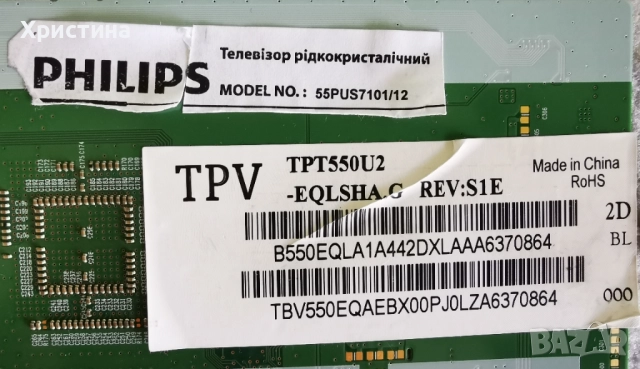 Христина
PHILIPS
Телевізор рідкокристалічний
MODEL NO. : 55PUS7101/12
TPV
TPT550U2
-EQLSHA.G REV:S1E
Made in China
RoHS
2D
BL
B550EQLA1A442DXLAAA6370864
TBV550EQAEBX00PJ0LZA6370864
000
bazar